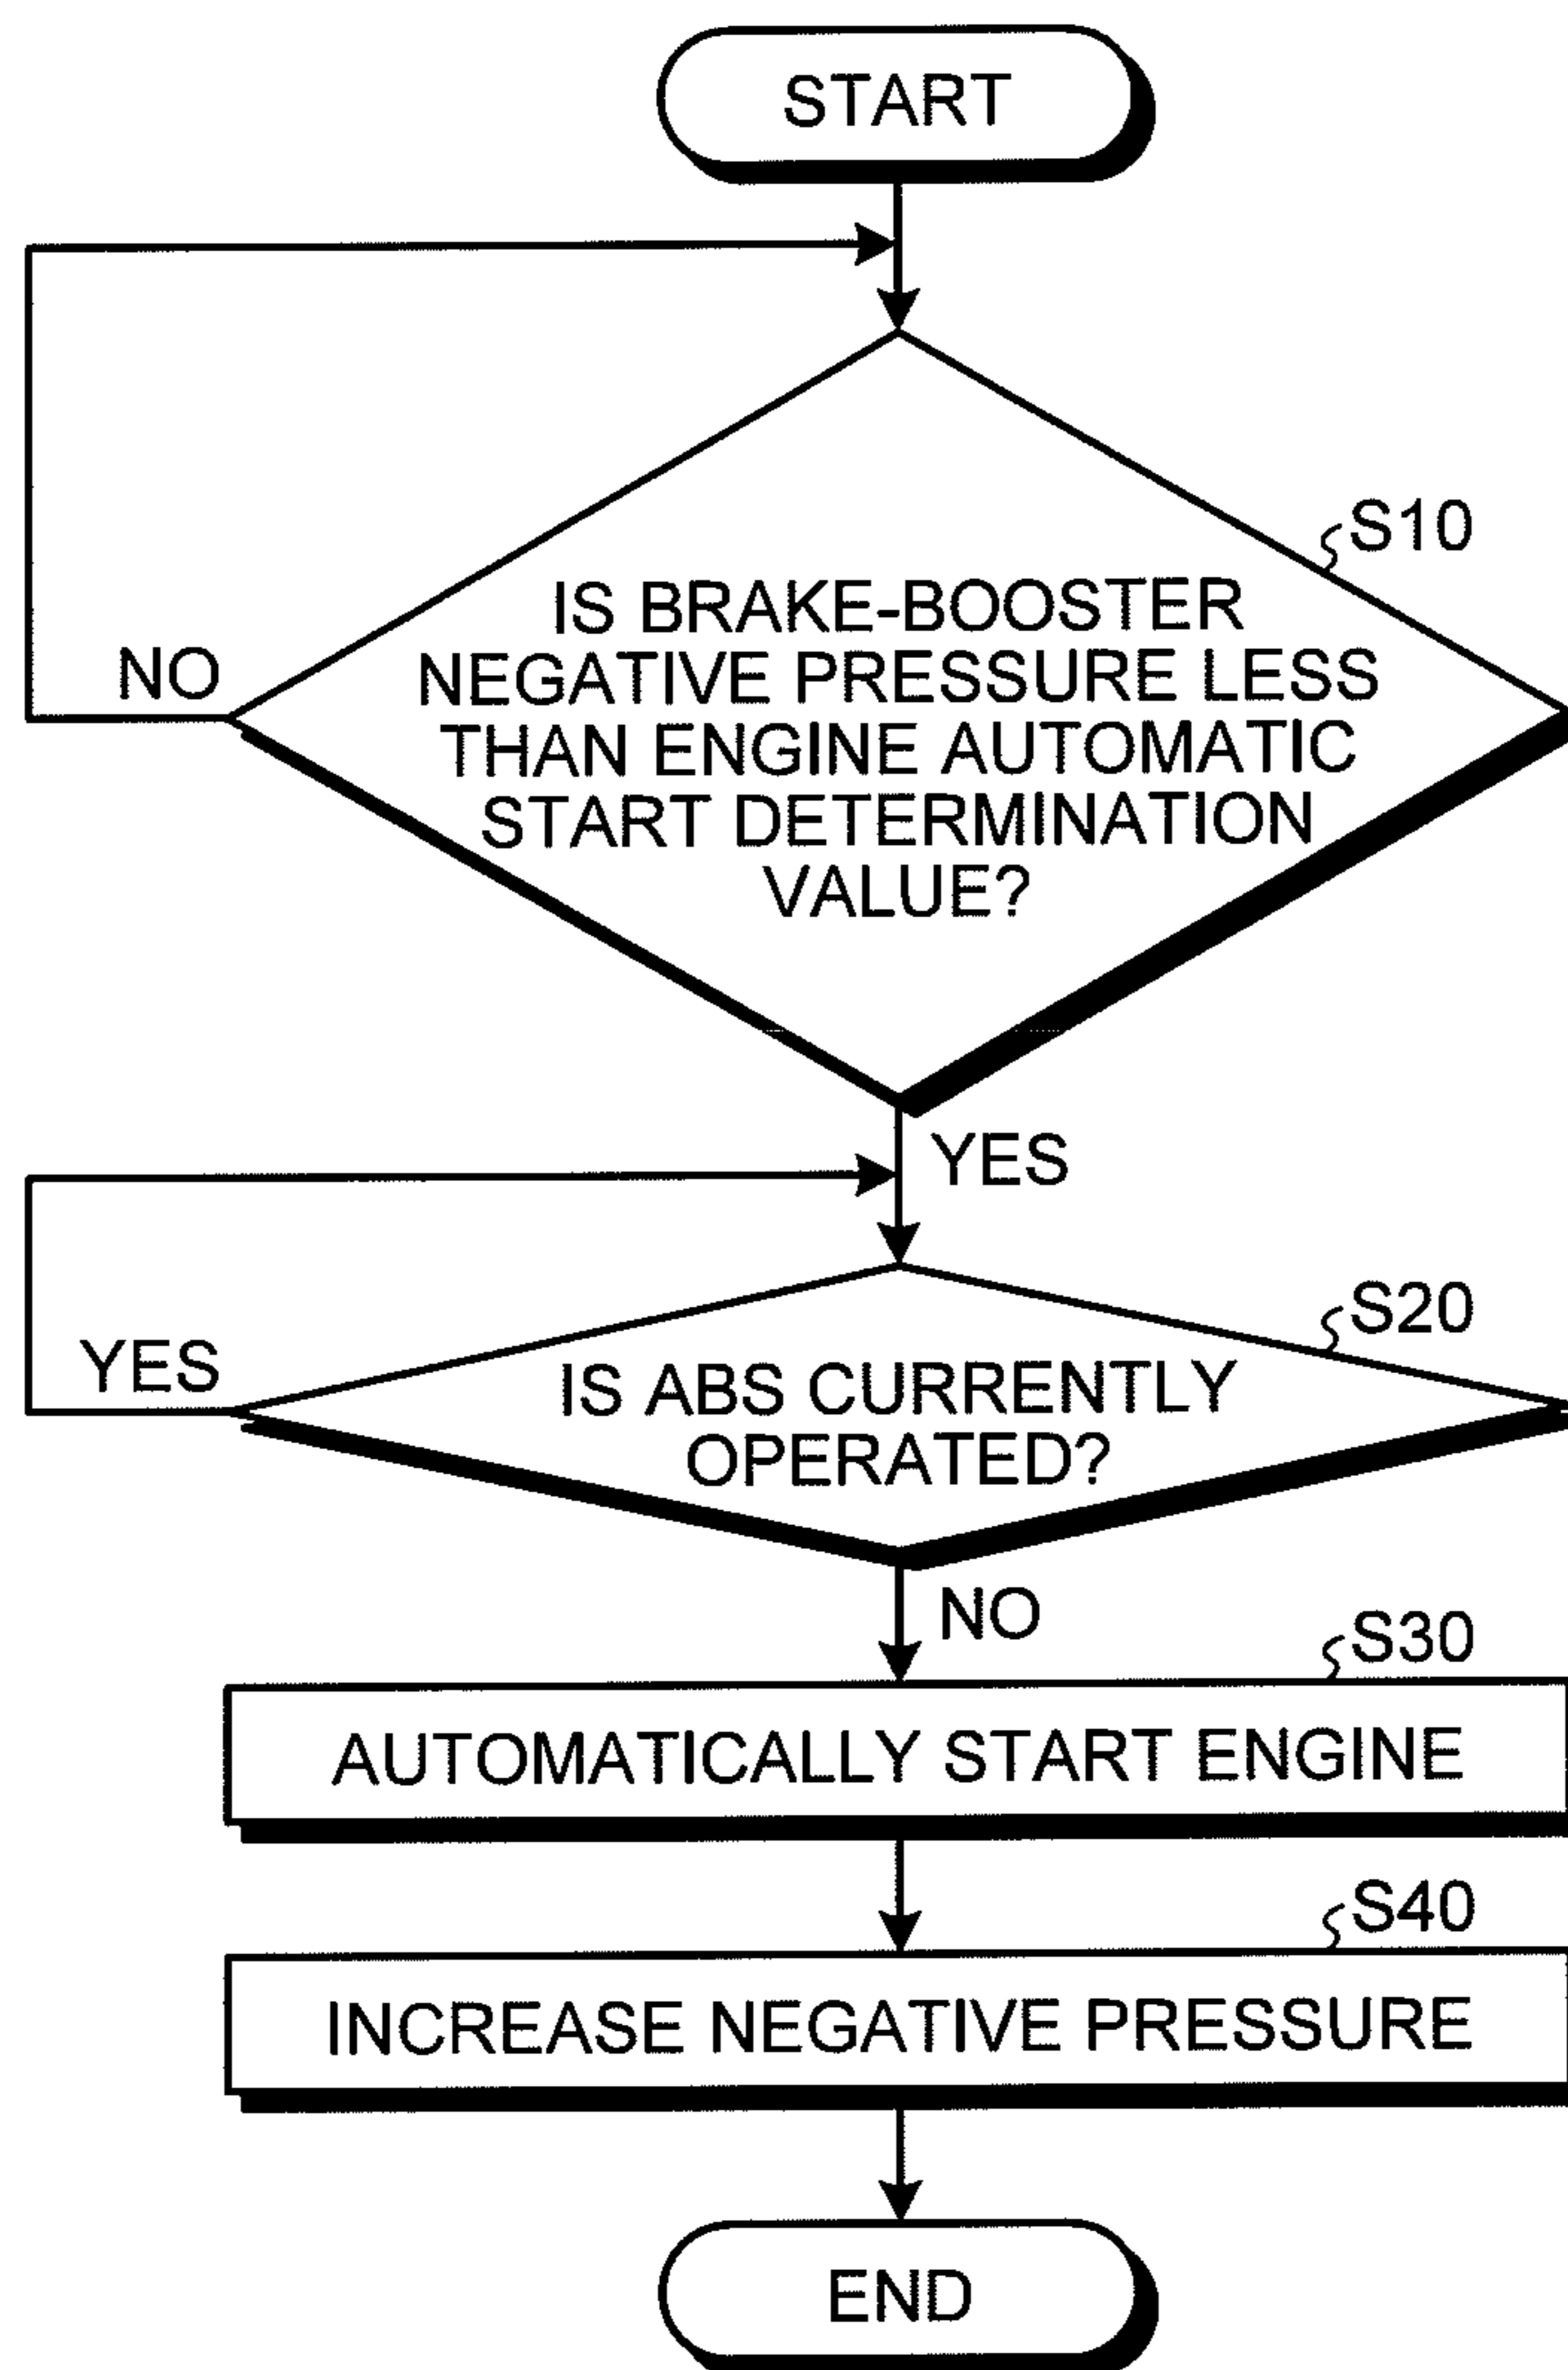 START
S10
IS BRAKE-BOOSTER
NEGATIVE PRESSURE LESS
THAN ENGINE AUTOMATIC
START DETERMINATION
VALUE?
NO
YES
S20
YES
IS ABS CURRENTLY
OPERATED?
NO
S30
AUTOMATICALLY START ENGINE
S40
INCREASE NEGATIVE PRESSURE
END